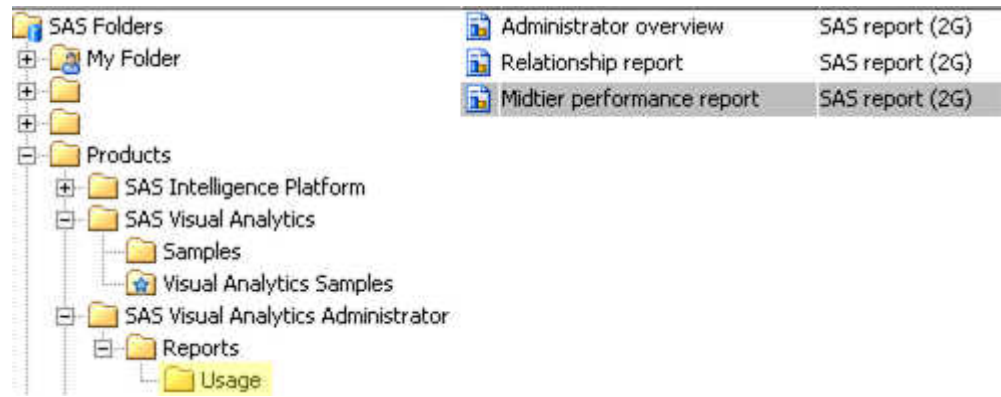 SAS Folders
My Folder
Products
SAS Intelligence Platform
SAS Visual Analytics
Samples
Visual Analytics Samples
SAS Visual Analytics Administrator
Reports
Usage
Administrator overview SAS report (2G)
Relationship report SAS report (2G)
Midtier performance report SAS report (2G)